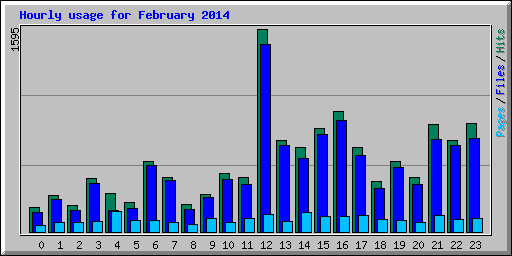 Hourly usage for February 2014
1595
Pages / Files / Hits
0 1 2 3 4 5 6 7 8 9 10 11 12 13 14 15 16 17 18 19 20 21 22 23